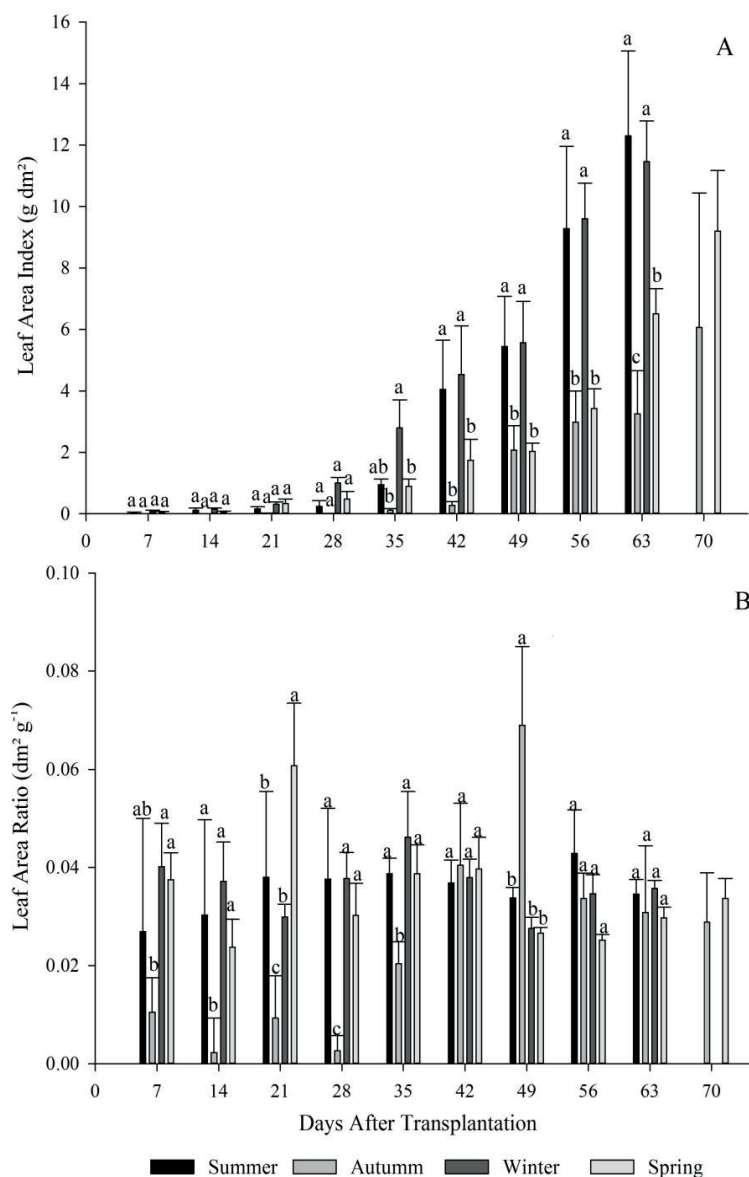 A
Leaf Area Index (g dm²)
16
14
12
10
8
6
4
2
0
a a a a
a a a a
a a a a
a a a a
ab b a b
a b a b
a b a b
a b a b
a c a b
0 7 14 21 28 35 42 49 56 63 70
B
Leaf Area Ratio (dm² g⁻¹)
0.10
0.08
0.06
0.04
0.02
0.00
ab b a a
a b a a
b c b a
a c a a
a b a a
a a a a
b a b b
a a a a
a a a a
0 7 14 21 28 35 42 49 56 63 70
Days After Transplantation
Summer Autumm Winter Spring